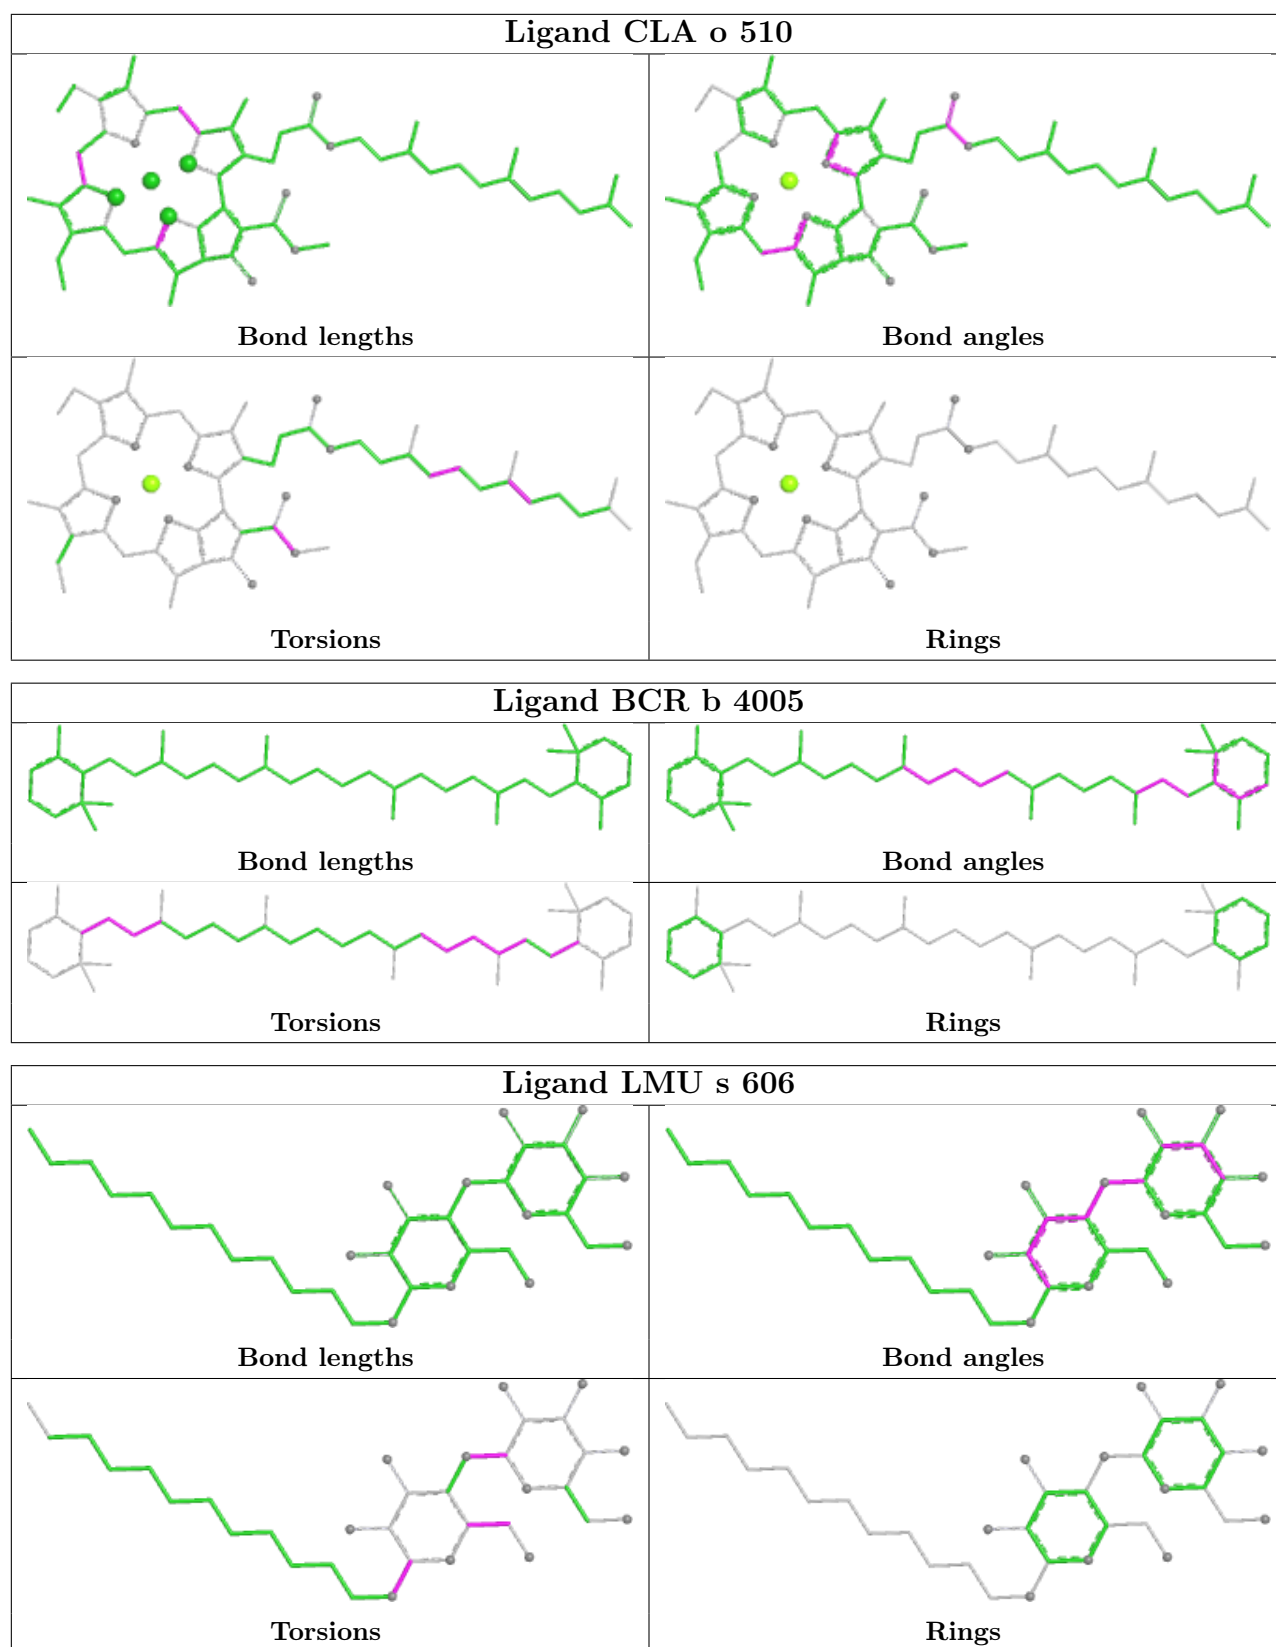 Ligand CLA o 510
Bond lengths
Bond angles
Torsions
Rings
Ligand BCR b 4005
Bond lengths
Bond angles
Torsions
Rings
Ligand LMU s 606
Bond lengths
Bond angles
Torsions
Rings